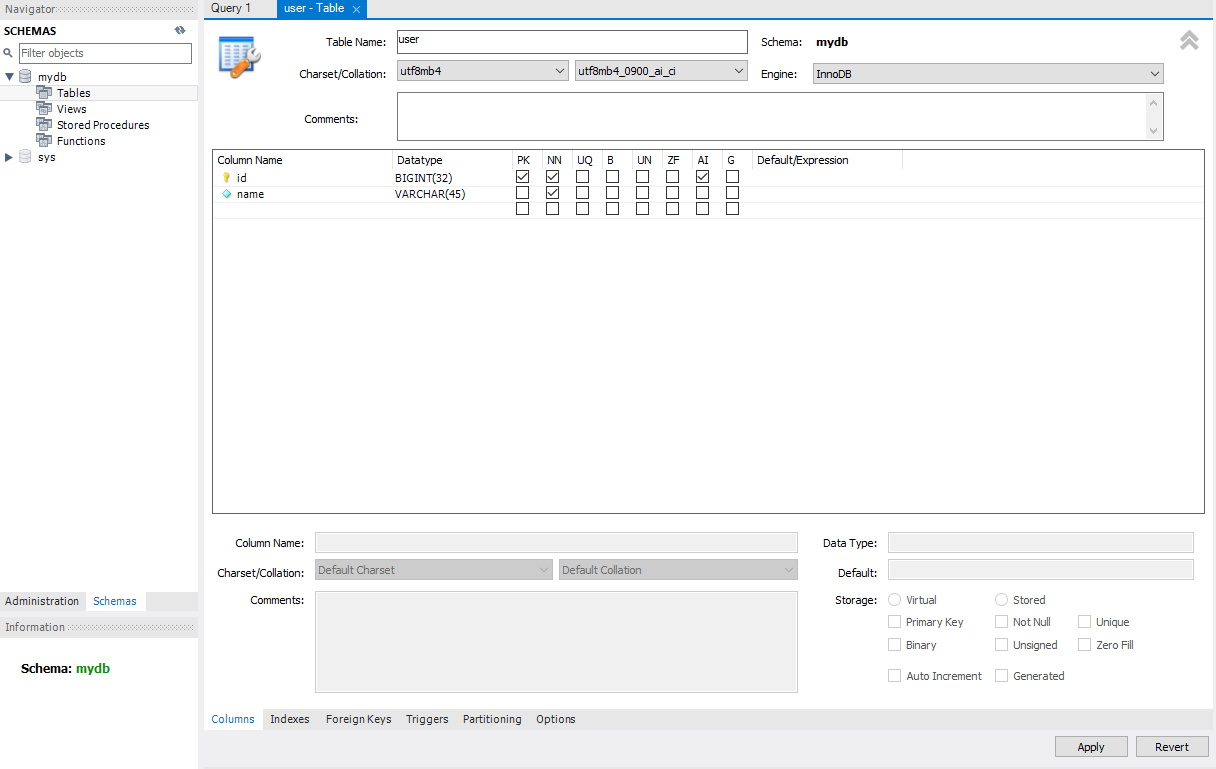 Navigator
SCHEMAS
Filter objects
mydb
Tables
Views
Stored Procedures
Functions
sys
Administration Schemas
Information
Schema: mydb
Query 1 user - Table
Table Name: user Schema: mydb
Charset/Collation: utf8mb4 utf8mb4_0900_ai_ci Engine: InnoDB
Comments:
Column Name Datatype PK NN UQ B UN ZF AI G Default/Expression
id BIGINT(32)
name VARCHAR(45)
Column Name: Data Type:
Charset/Collation: Default Charset Default Collation Default:
Comments: Storage: Virtual Stored
Primary Key Not Null Unique
Binary Unsigned Zero Fill
Auto Increment Generated
Columns Indexes Foreign Keys Triggers Partitioning Options
Apply Revert